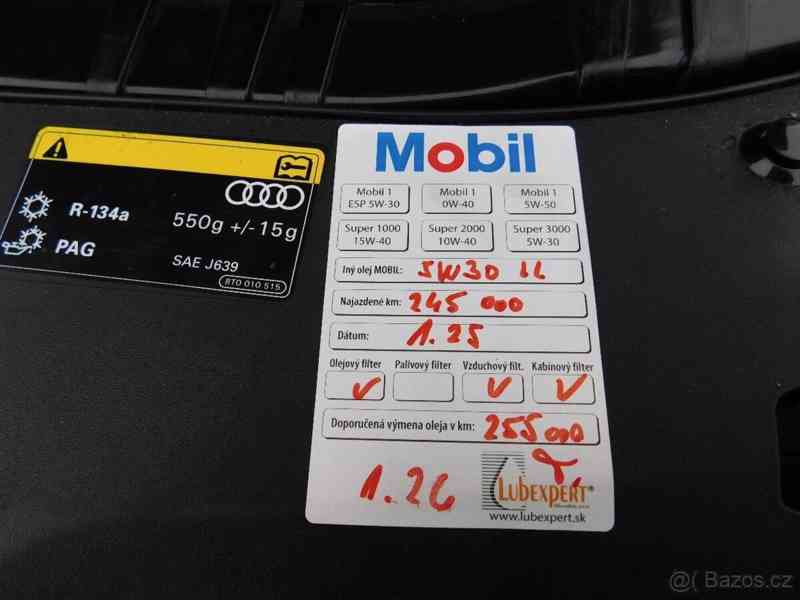 R-134a
550g +/- 15g
PAG
SAE J639
8T0 010 515
Mobil
Mobil 1
ESP 5W-30
Mobil 1
0W-40
Mobil 1
5W-50
Super 1000
15W-40
Super 2000
10W-40
Super 3000
5W-30
Iný olej MOBIL: 5W30 LL
Najazdené km: 245 000
Dátum: 1.25
Olejový filter Palivový filter Vzduchový filt. Kabínový filter
Doporučená výmena oleja v km: 255 000
1.26
LUBEXPERT®
www.lubexpert.sk
@( Bazos.cz